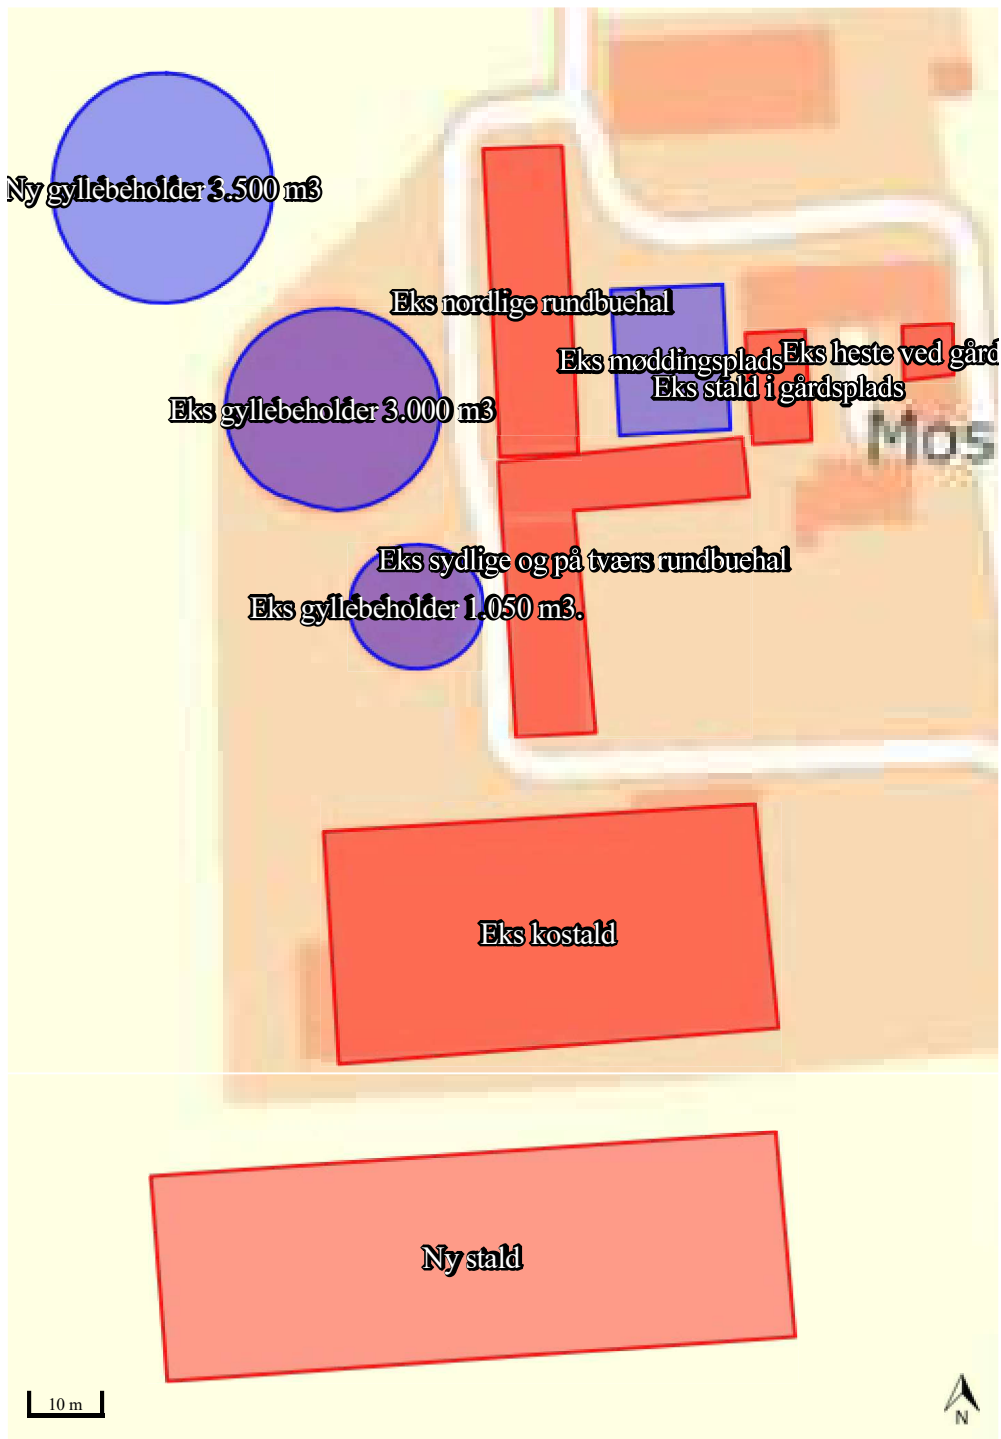 Ny gyllebeholder 3.500 m3
Eks nordlige rundbuehal
Eks møddingsplads
Eks heste ved gård
Eks stald i gårdsplads
Eks gyllebeholder 3.000 m3
Mos
Eks sydlige og på tværs rundbuehal
Eks gyllebeholder 1.050 m3.
Eks kostald
Ny stald
10 m
N